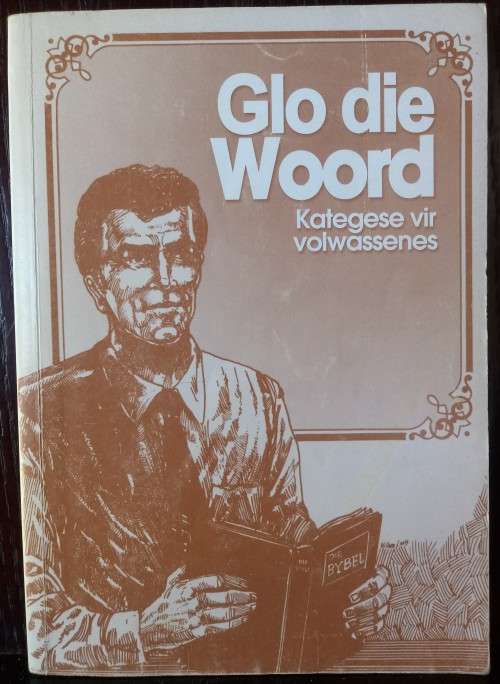 Glo die
Woord
Kategese vir
volwassenes
DIE
BYBEL